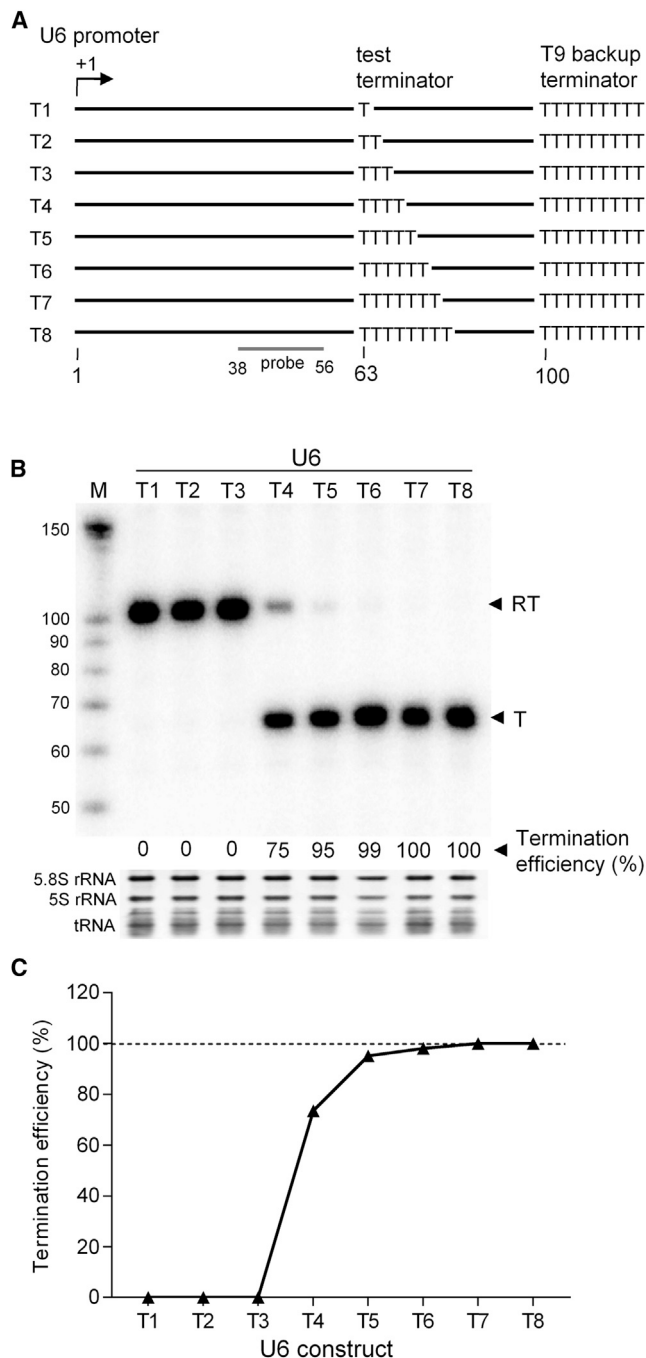 A
U6 promoter
+1
test
terminator
T9 backup
terminator
T1 T TTTTTTTTT
T2 TT TTTTTTTTT
T3 TTT TTTTTTTTT
T4 TTTT TTTTTTTTT
T5 TTTTT TTTTTTTTT
T6 TTTTTT TTTTTTTTT
T7 TTTTTTT TTTTTTTTT
T8 TTTTTTTT TTTTTTTTT
1 38 probe 56 63 100
B
U6
M T1 T2 T3 T4 T5 T6 T7 T8
150
RT
100
90
80
70
T
60
50
0 0 0 75 95 99 100 100
Termination
efficiency (%)
5.8S rRNA
5S rRNA
tRNA
C
Termination efficiency (%)
120
100
80
60
40
20
0
T1 T2 T3 T4 T5 T6 T7 T8
U6 construct